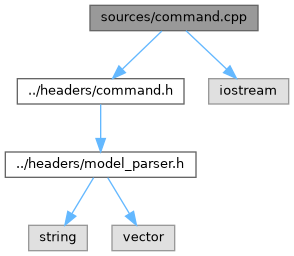 sources/command.cpp
../headers/command.h
iostream
../headers/model_parser.h
string
vector